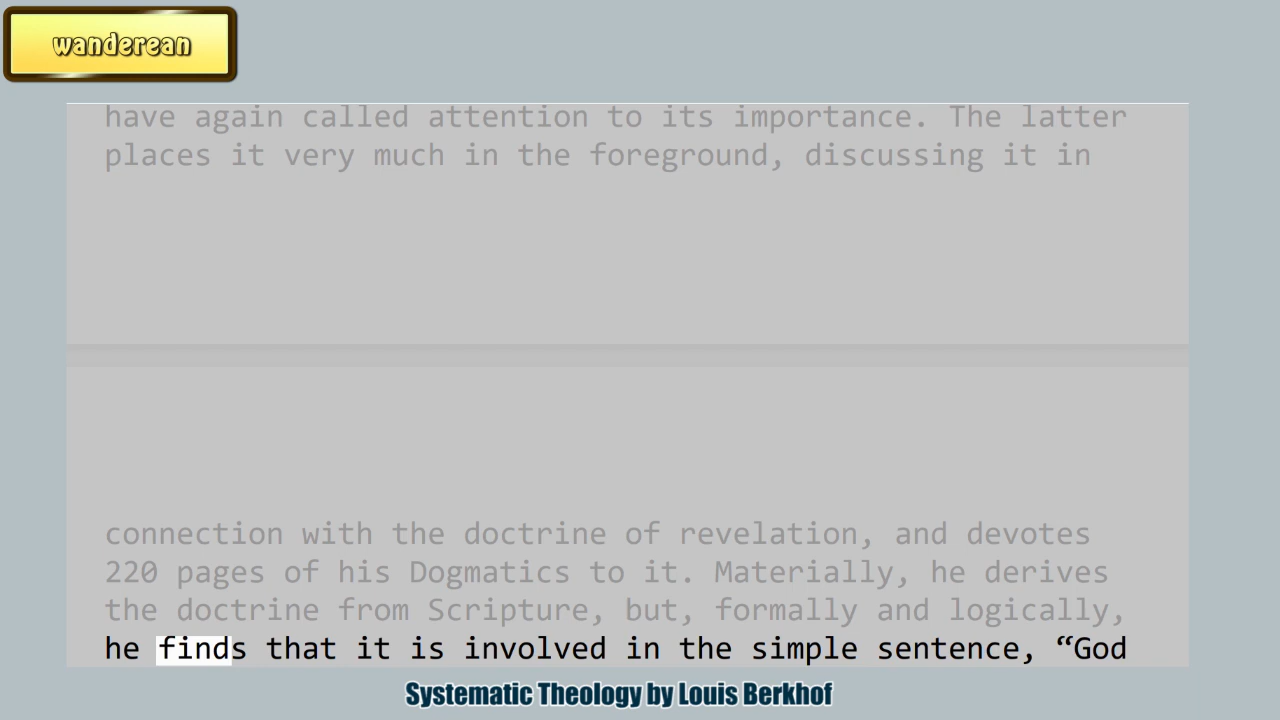 wanderean
have again called attention to its importance. The latter
places it very much in the foreground, discussing it in
connection with the doctrine of revelation, and devotes
220 pages of his Dogmatics to it. Materially, he derives
the doctrine from Scripture, but, formally and logically,
he finds that it is involved in the simple sentence, “God
Systematic Theology by Louis Berkhof